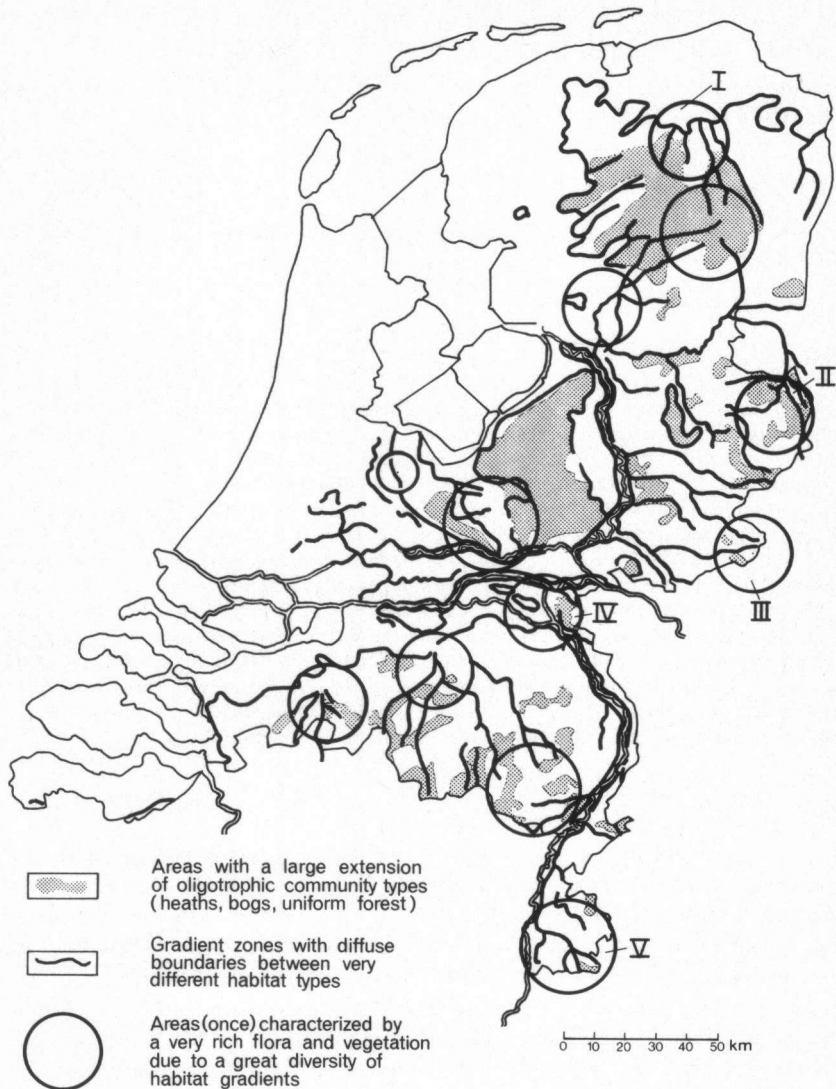 I
II
III
IV
V
Areas with a large extension
of oligotrophic community types
(heaths, bogs, uniform forest)
Gradient zones with diffuse
boundaries between very
different habitat types
Areas (once) characterized by
a very rich flora and vegetation
due to a great diversity of
habitat gradients
0 10 20 30 40 50 km